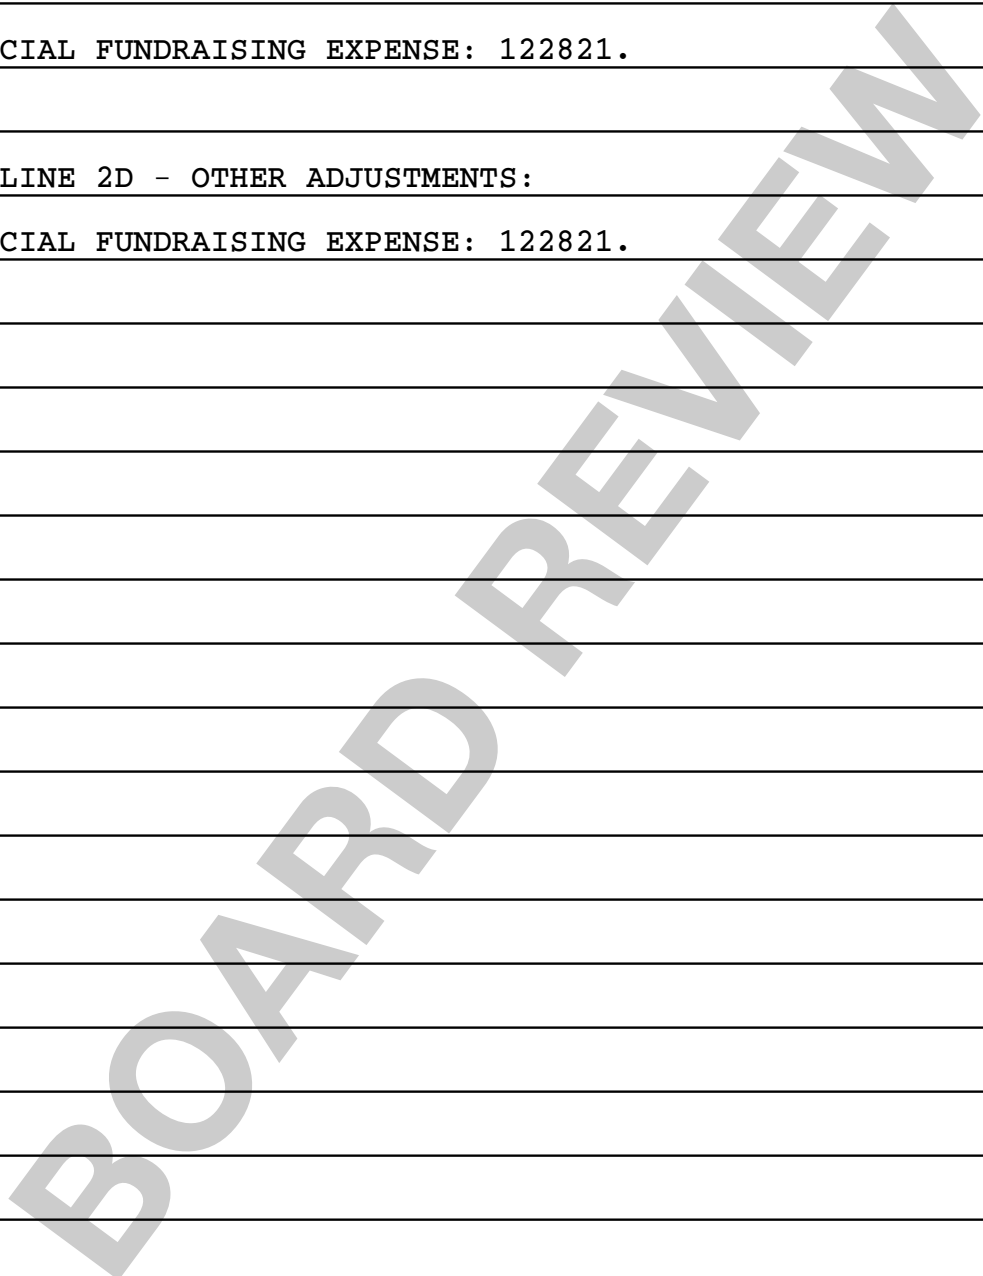 CIAL FUNDRAISING EXPENSE: 122821.
LINE 2D - OTHER ADJUSTMENTS:
CIAL FUNDRAISING EXPENSE: 122821.
BOARD REVIEW